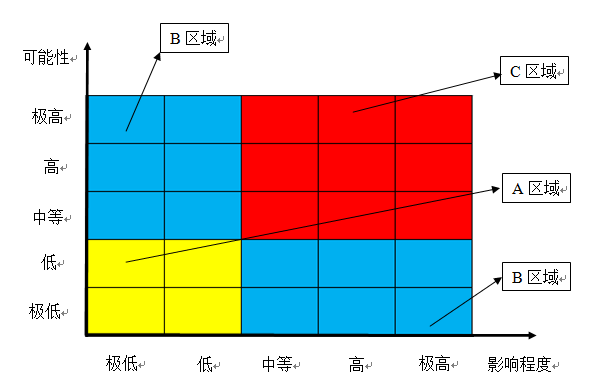 B 区域
可能性
C 区域
极高
高
A 区域
中等
低
B 区域
极低
极低
低
中等
高
极高
影响程度